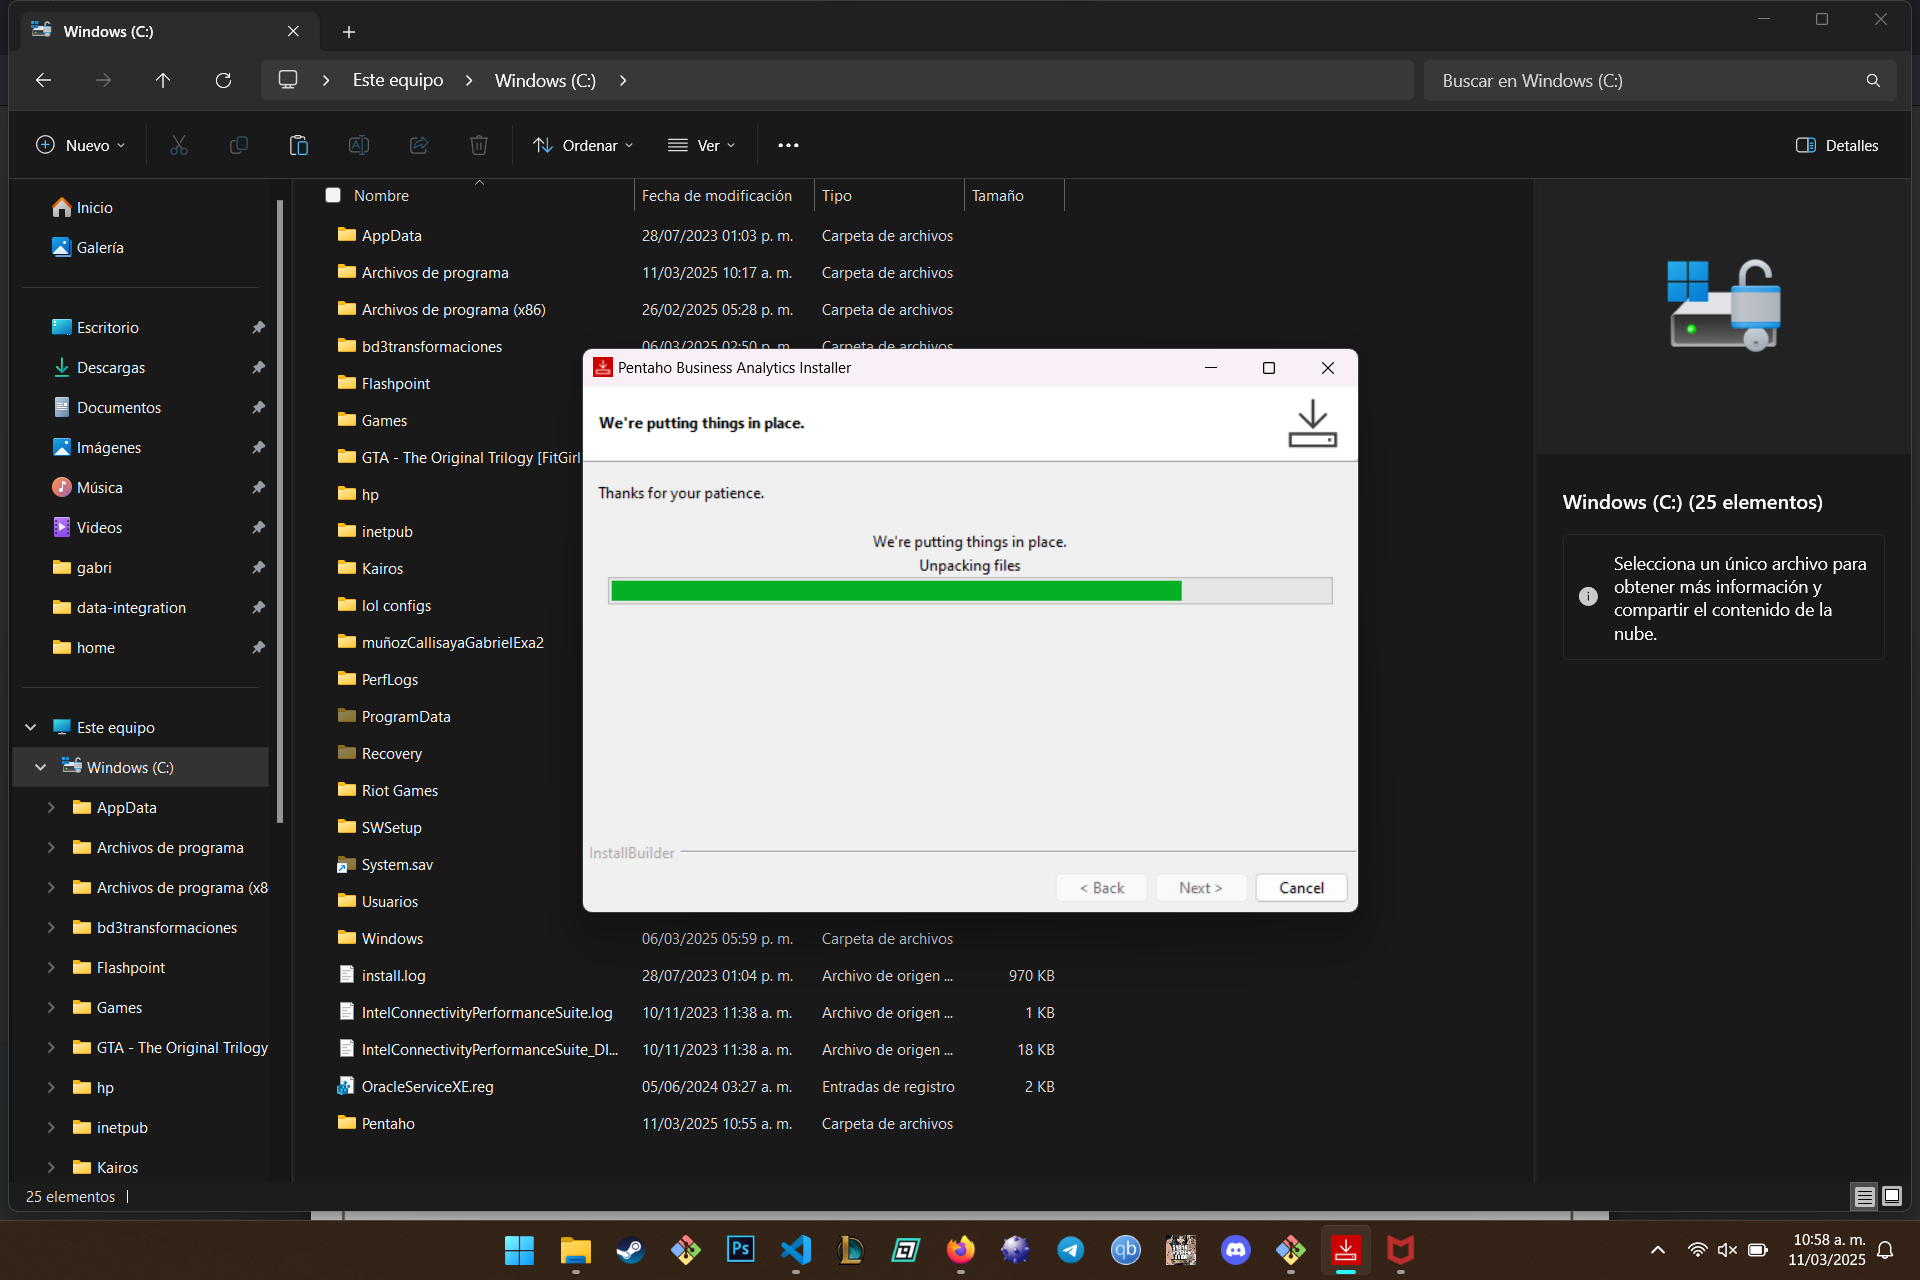 Windows (C:)
Este equipo
Windows (C:)
Buscar en Windows (C:)
Nuevo
Ordenar
Ver
Detalles
Inicio
Galería
Escritorio
Descargas
Documentos
Imágenes
Música
Videos
gabri
data-integration
home
Este equipo
Windows (C:)
AppData
Archivos de programa
Archivos de programa (x8
bd3transformaciones
Flashpoint
Games
GTA - The Original Trilogy
hp
inetpub
Kairos
25 elementos
Nombre Fecha de modificación Tipo Tamaño
AppData 28/07/2023 01:03 p. m. Carpeta de archivos
Archivos de programa 11/03/2025 10:17 a. m. Carpeta de archivos
Archivos de programa (x86) 26/02/2025 05:28 p. m. Carpeta de archivos
bd3transformaciones 06/03/2025 02:50 p. m. Carpeta de archivos
Flashpoint
Games
GTA - The Original Trilogy [FitGirl
hp
inetpub
Kairos
lol configs
muñozCallisayaGabrielExa2
PerfLogs
ProgramData
Recovery
Riot Games
SWSetup
System.sav
Usuarios
Windows 06/03/2025 05:59 p. m. Carpeta de archivos
install.log 28/07/2023 01:04 p. m. Archivo de origen ... 970 KB
IntelConnectivityPerformanceSuite.log 10/11/2023 11:38 a. m. Archivo de origen ... 1 KB
IntelConnectivityPerformanceSuite_DI... 10/11/2023 11:38 a. m. Archivo de origen ... 18 KB
OracleServiceXE.reg 05/06/2024 03:27 a. m. Entradas de registro 2 KB
Pentaho 11/03/2025 10:55 a. m. Carpeta de archivos
Pentaho Business Analytics Installer
We're putting things in place.
Thanks for your patience.
We're putting things in place.
Unpacking files
InstallBuilder
< Back
Next >
Cancel
Windows (C:) (25 elementos)
Selecciona un único archivo para
obtener más información y
compartir el contenido de la
nube.
Ps
qb
10:58 a. m.
11/03/2025